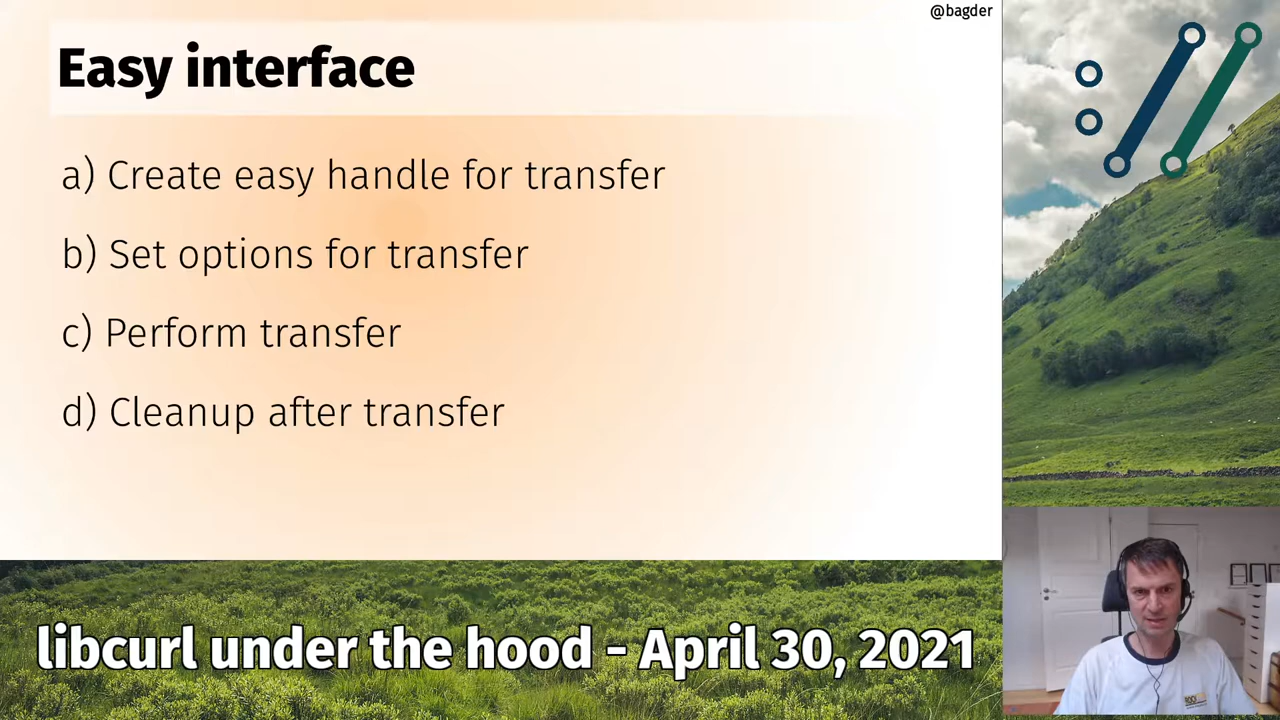 @bagder
Easy interface
a) Create easy handle for transfer
b) Set options for transfer
c) Perform transfer
d) Cleanup after transfer
libcurl under the hood - April 30, 2021